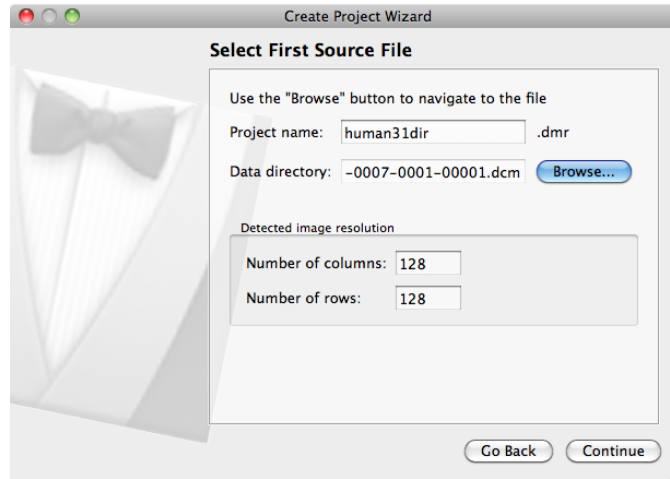 Create Project Wizard
Select First Source File
Use the "Browse" button to navigate to the file
Project name: human31dir .dmr
Data directory: -0007-0001-00001.dcm Browse...
Detected image resolution
Number of columns: 128
Number of rows: 128
Go Back Continue